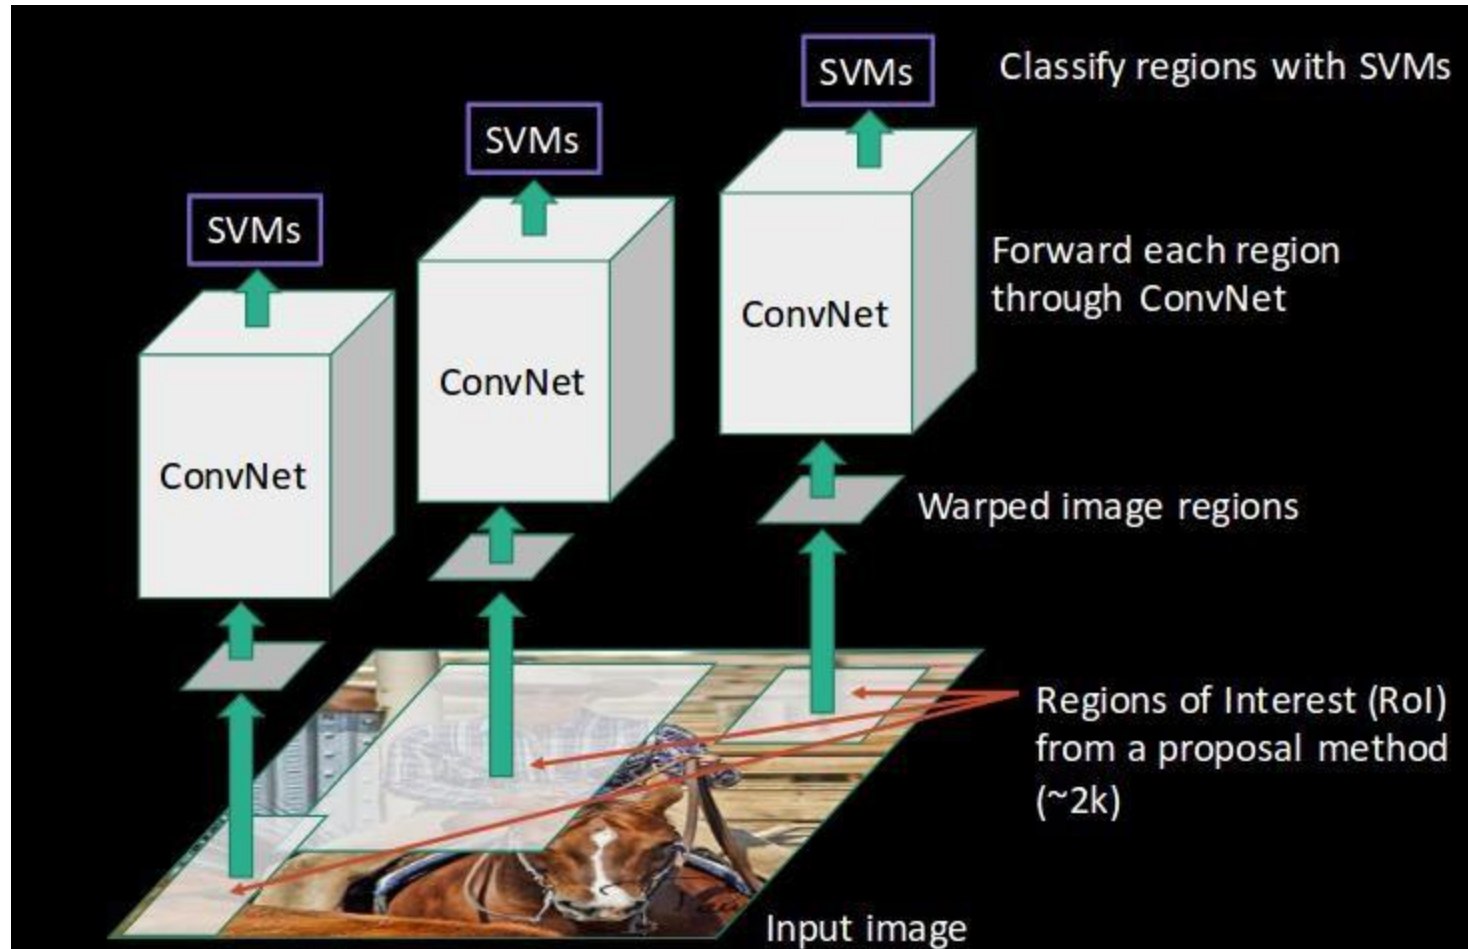 SVMs
Classify regions with SVMs
SVMs
SVMs
Forward each region
through ConvNet
ConvNet
ConvNet
ConvNet
Warped image regions
Regions of Interest (RoI)
from a proposal method
(~2k)
Input image